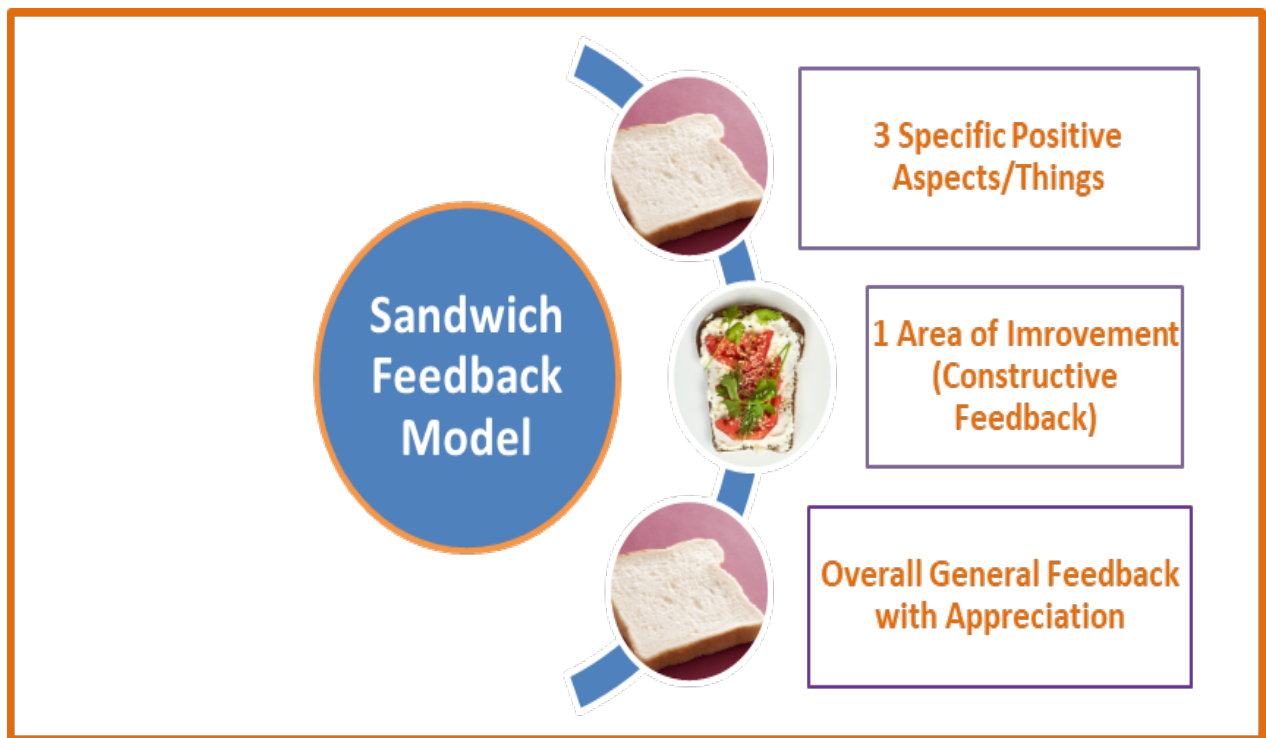 Sandwich
Feedback
Model
3 Specific Positive
Aspects/Things
1 Area of Imrovement
(Constructive
Feedback)
Overall General Feedback
with Appreciation